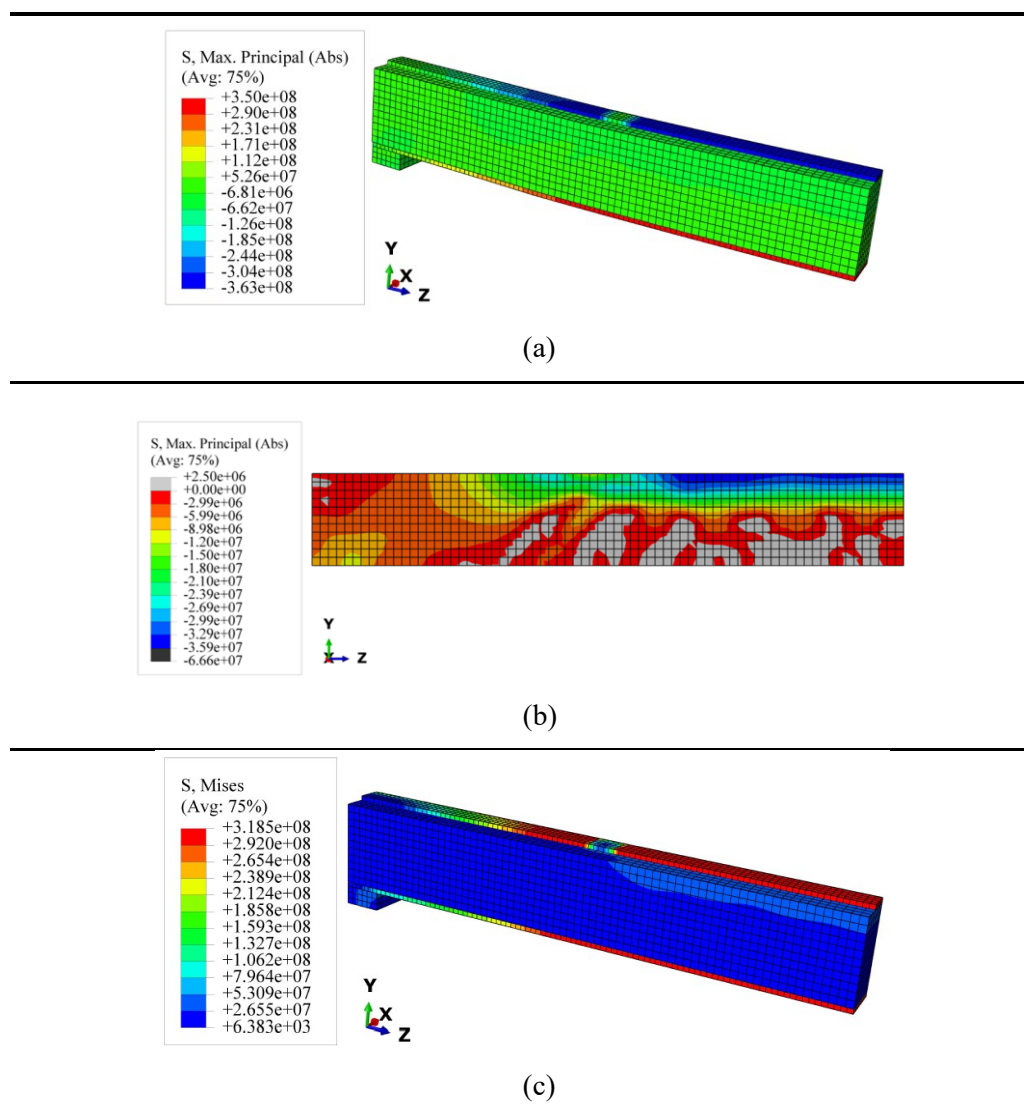 S, Max. Principal (Abs)
(Avg: 75%)
+3.50e+08
+2.90e+08
+2.31e+08
+1.71e+08
+1.12e+08
+5.26e+07
-6.81e+06
-6.62e+07
-1.26e+08
-1.85e+08
-2.44e+08
-3.04e+08
-3.63e+08
Y
X
Z
(a)
S, Max. Principal (Abs)
(Avg: 75%)
+2.50e+06
+0.00e+00
-2.99e+06
-5.99e+06
-8.98e+06
-1.20e+07
-1.50e+07
-1.80e+07
-2.10e+07
-2.39e+07
-2.69e+07
-2.99e+07
-3.29e+07
-3.59e+07
-6.66e+07
Y
X Z
(b)
S, Mises
(Avg: 75%)
+3.185e+08
+2.920e+08
+2.654e+08
+2.389e+08
+2.124e+08
+1.858e+08
+1.593e+08
+1.327e+08
+1.062e+08
+7.964e+07
+5.309e+07
+2.655e+07
+6.383e+03
Y
X
Z
(c)